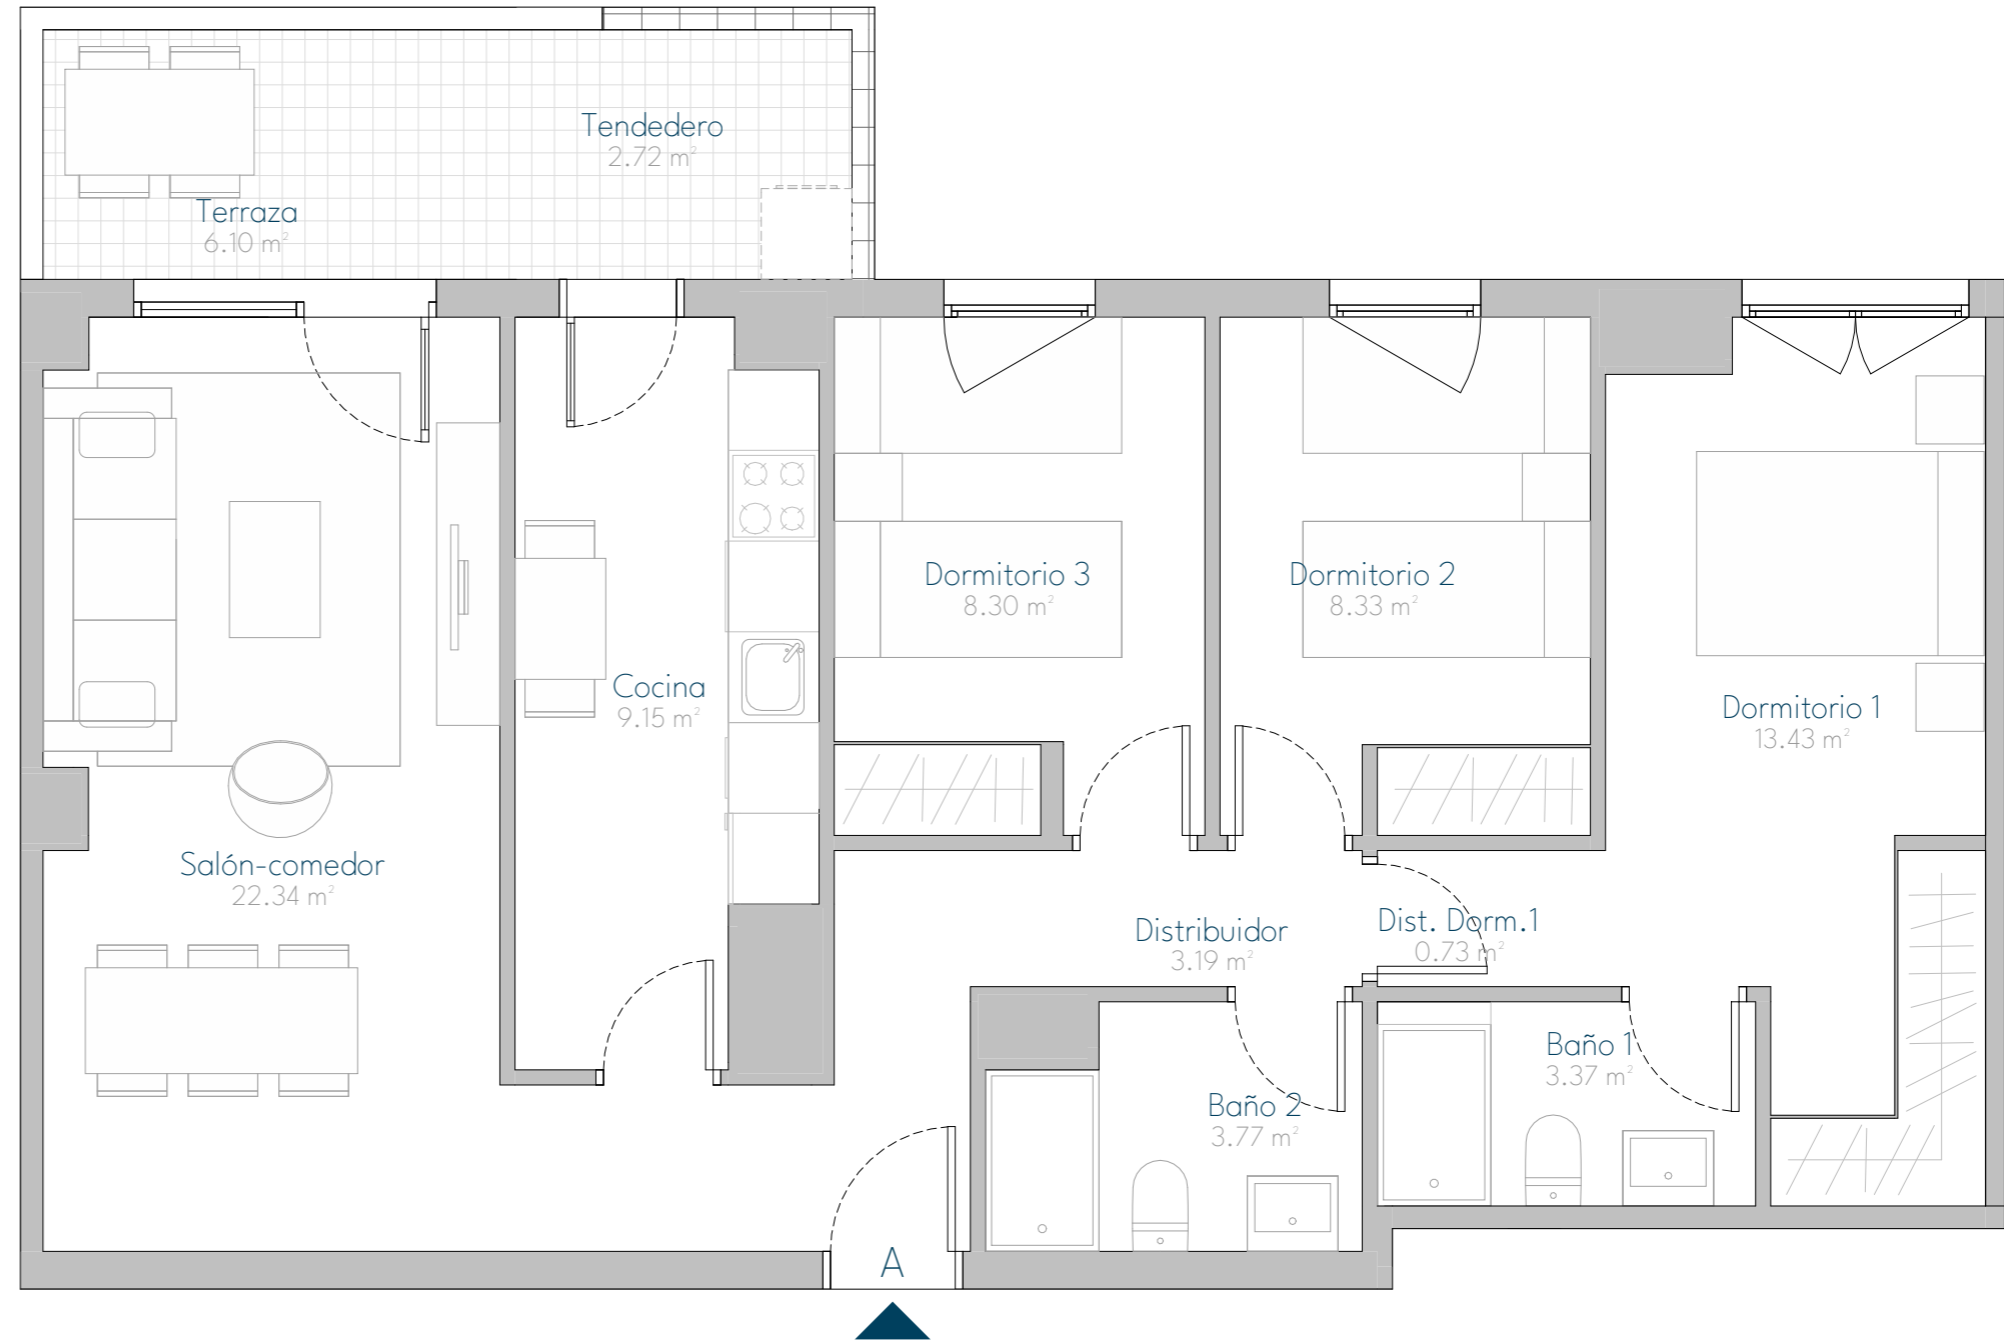 Tendedero
2.72 m²
Terraza
6.10 m²
Dormitorio 3
8.30 m²
Dormitorio 2
8.33 m²
Cocina
9.15 m²
Dormitorio 1
13.43 m²
Salón-comedor
22.34 m²
Distribuidor
3.19 m²
Dist. Dorm.1
0.73 m²
Baño 1
3.37 m²
Baño 2
3.77 m²
A